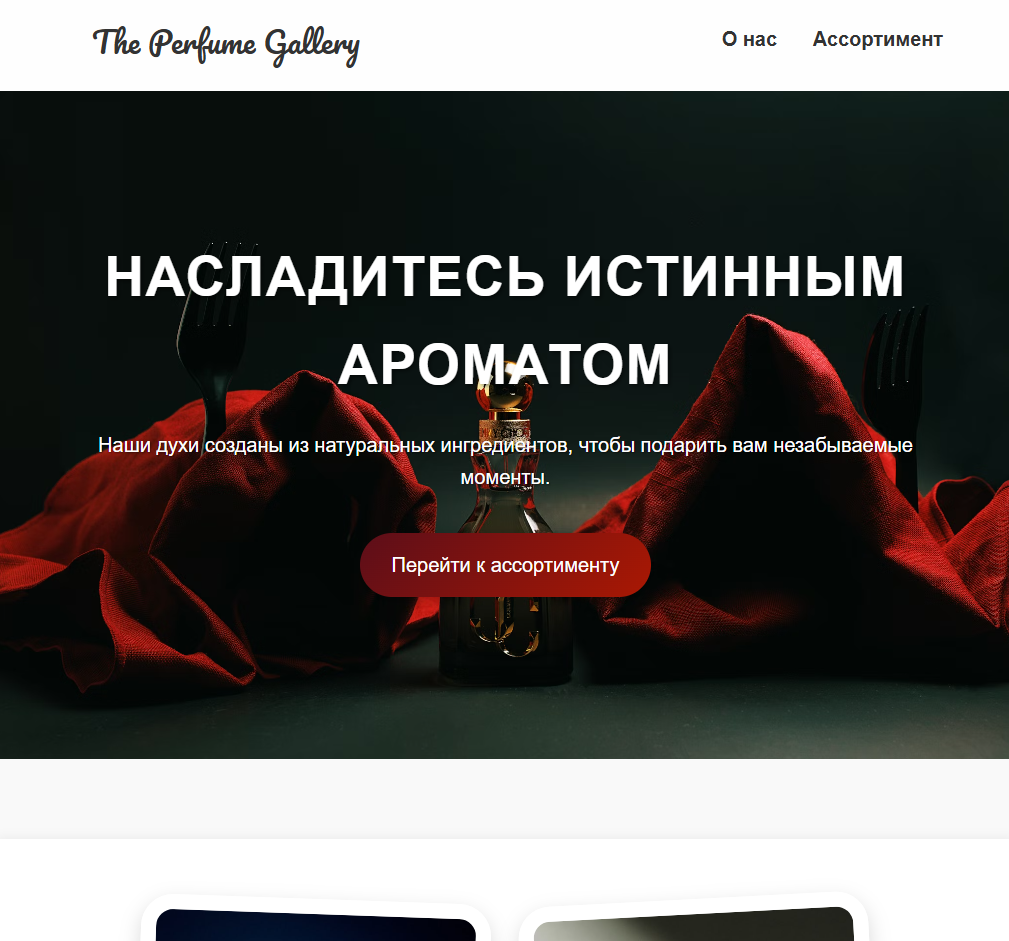 The Perfume Gallery
О нас Ассортимент
НАСЛАДИТЕСЬ ИСТИННЫМ
АРОМАТОМ
Наши духи созданы из натуральных ингредиентов, чтобы подарить вам незабываемые
моменты.
Перейти к ассортименту